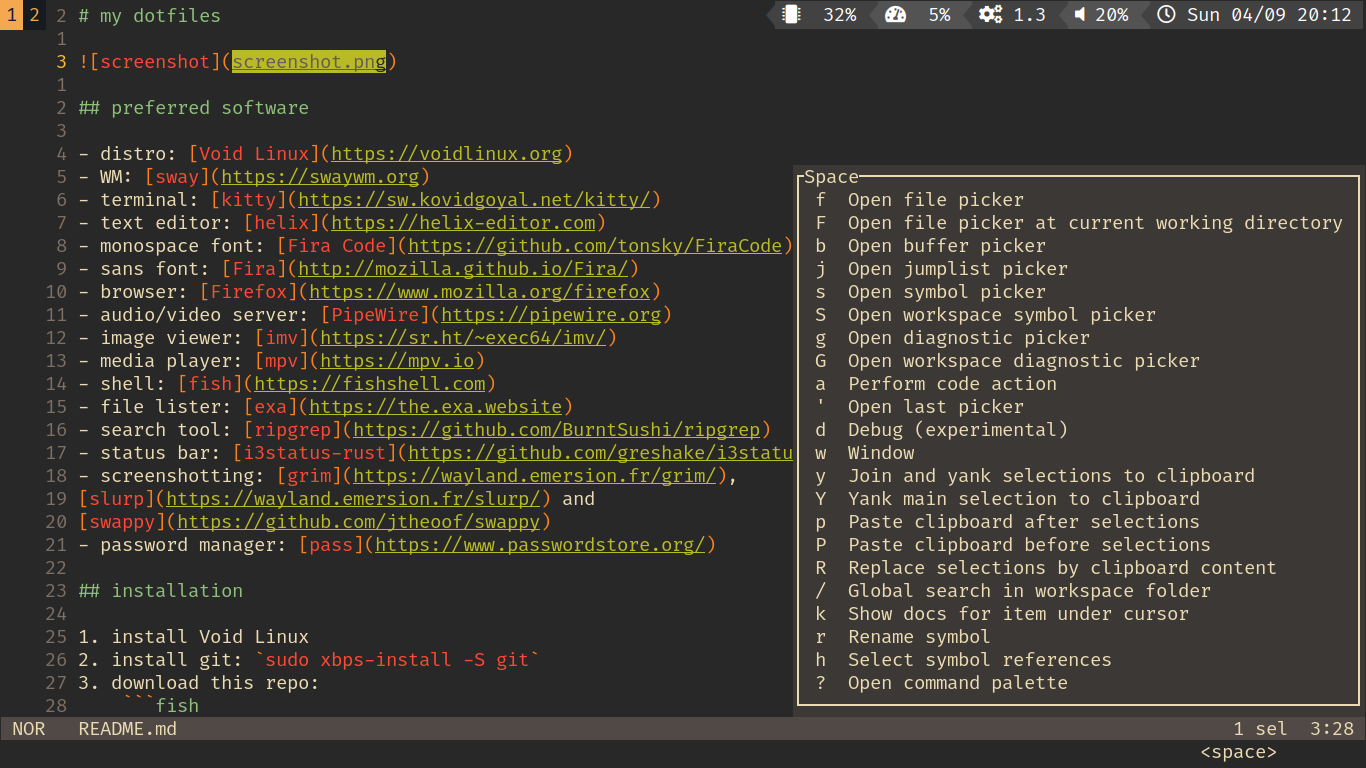 1 2
32% 5% 1.3 20% Sun 04/09 20:12
2 # my dotfiles
1
3 ![screenshot](screenshot.png)
1
2 ## preferred software
3
4 - distro: [Void Linux](https://voidlinux.org)
5 - WM: [sway](https://swaywm.org)
6 - terminal: [kitty](https://sw.kovidgoyal.net/kitty/)
7 - text editor: [helix](https://helix-editor.com)
8 - monospace font: [Fira Code](https://github.com/tonsky/FiraCode)
9 - sans font: [Fira](http://mozilla.github.io/Fira/)
10 - browser: [Firefox](https://www.mozilla.org/firefox)
11 - audio/video server: [PipeWire](https://pipewire.org)
12 - image viewer: [imv](https://sr.ht/~exec64/imv/)
13 - media player: [mpv](https://mpv.io)
14 - shell: [fish](https://fishshell.com)
15 - file lister: [exa](https://the.exa.website)
16 - search tool: [ripgrep](https://github.com/BurntSushi/ripgrep)
17 - status bar: [i3status-rust](https://github.com/greshake/i3statu
18 - screenshotting: [grim](https://wayland.emersion.fr/grim/),
19 [slurp](https://wayland.emersion.fr/slurp/) and
20 [swappy](https://github.com/jtheoof/swappy)
21 - password manager: [pass](https://www.passwordstore.org/)
22
23 ## installation
24
25 1. install Void Linux
26 2. install git: `sudo xbps-install -S git`
27 3. download this repo:
28 ```fish
Space
f Open file picker
F Open file picker at current working directory
b Open buffer picker
j Open jumplist picker
s Open symbol picker
S Open workspace symbol picker
g Open diagnostic picker
G Open workspace diagnostic picker
a Perform code action
' Open last picker
d Debug (experimental)
w Window
y Join and yank selections to clipboard
Y Yank main selection to clipboard
p Paste clipboard after selections
P Paste clipboard before selections
R Replace selections by clipboard content
/ Global search in workspace folder
k Show docs for item under cursor
r Rename symbol
h Select symbol references
? Open command palette
NOR README.md 1 sel 3:28
<space>